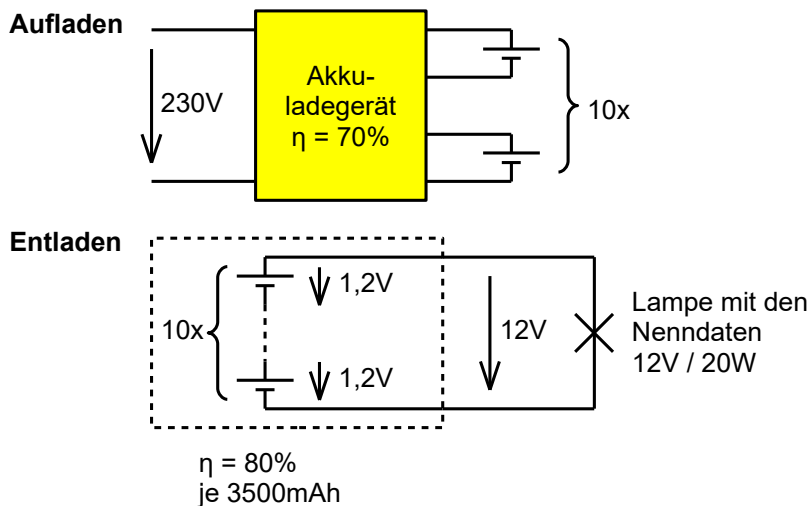 Aufladen
230V
Akku-
ladegerät
η = 70%
10x
Entladen
10x
1,2V
1,2V
12V
Lampe mit den
Nenndaten
12V / 20W
η = 80%
je 3500mAh